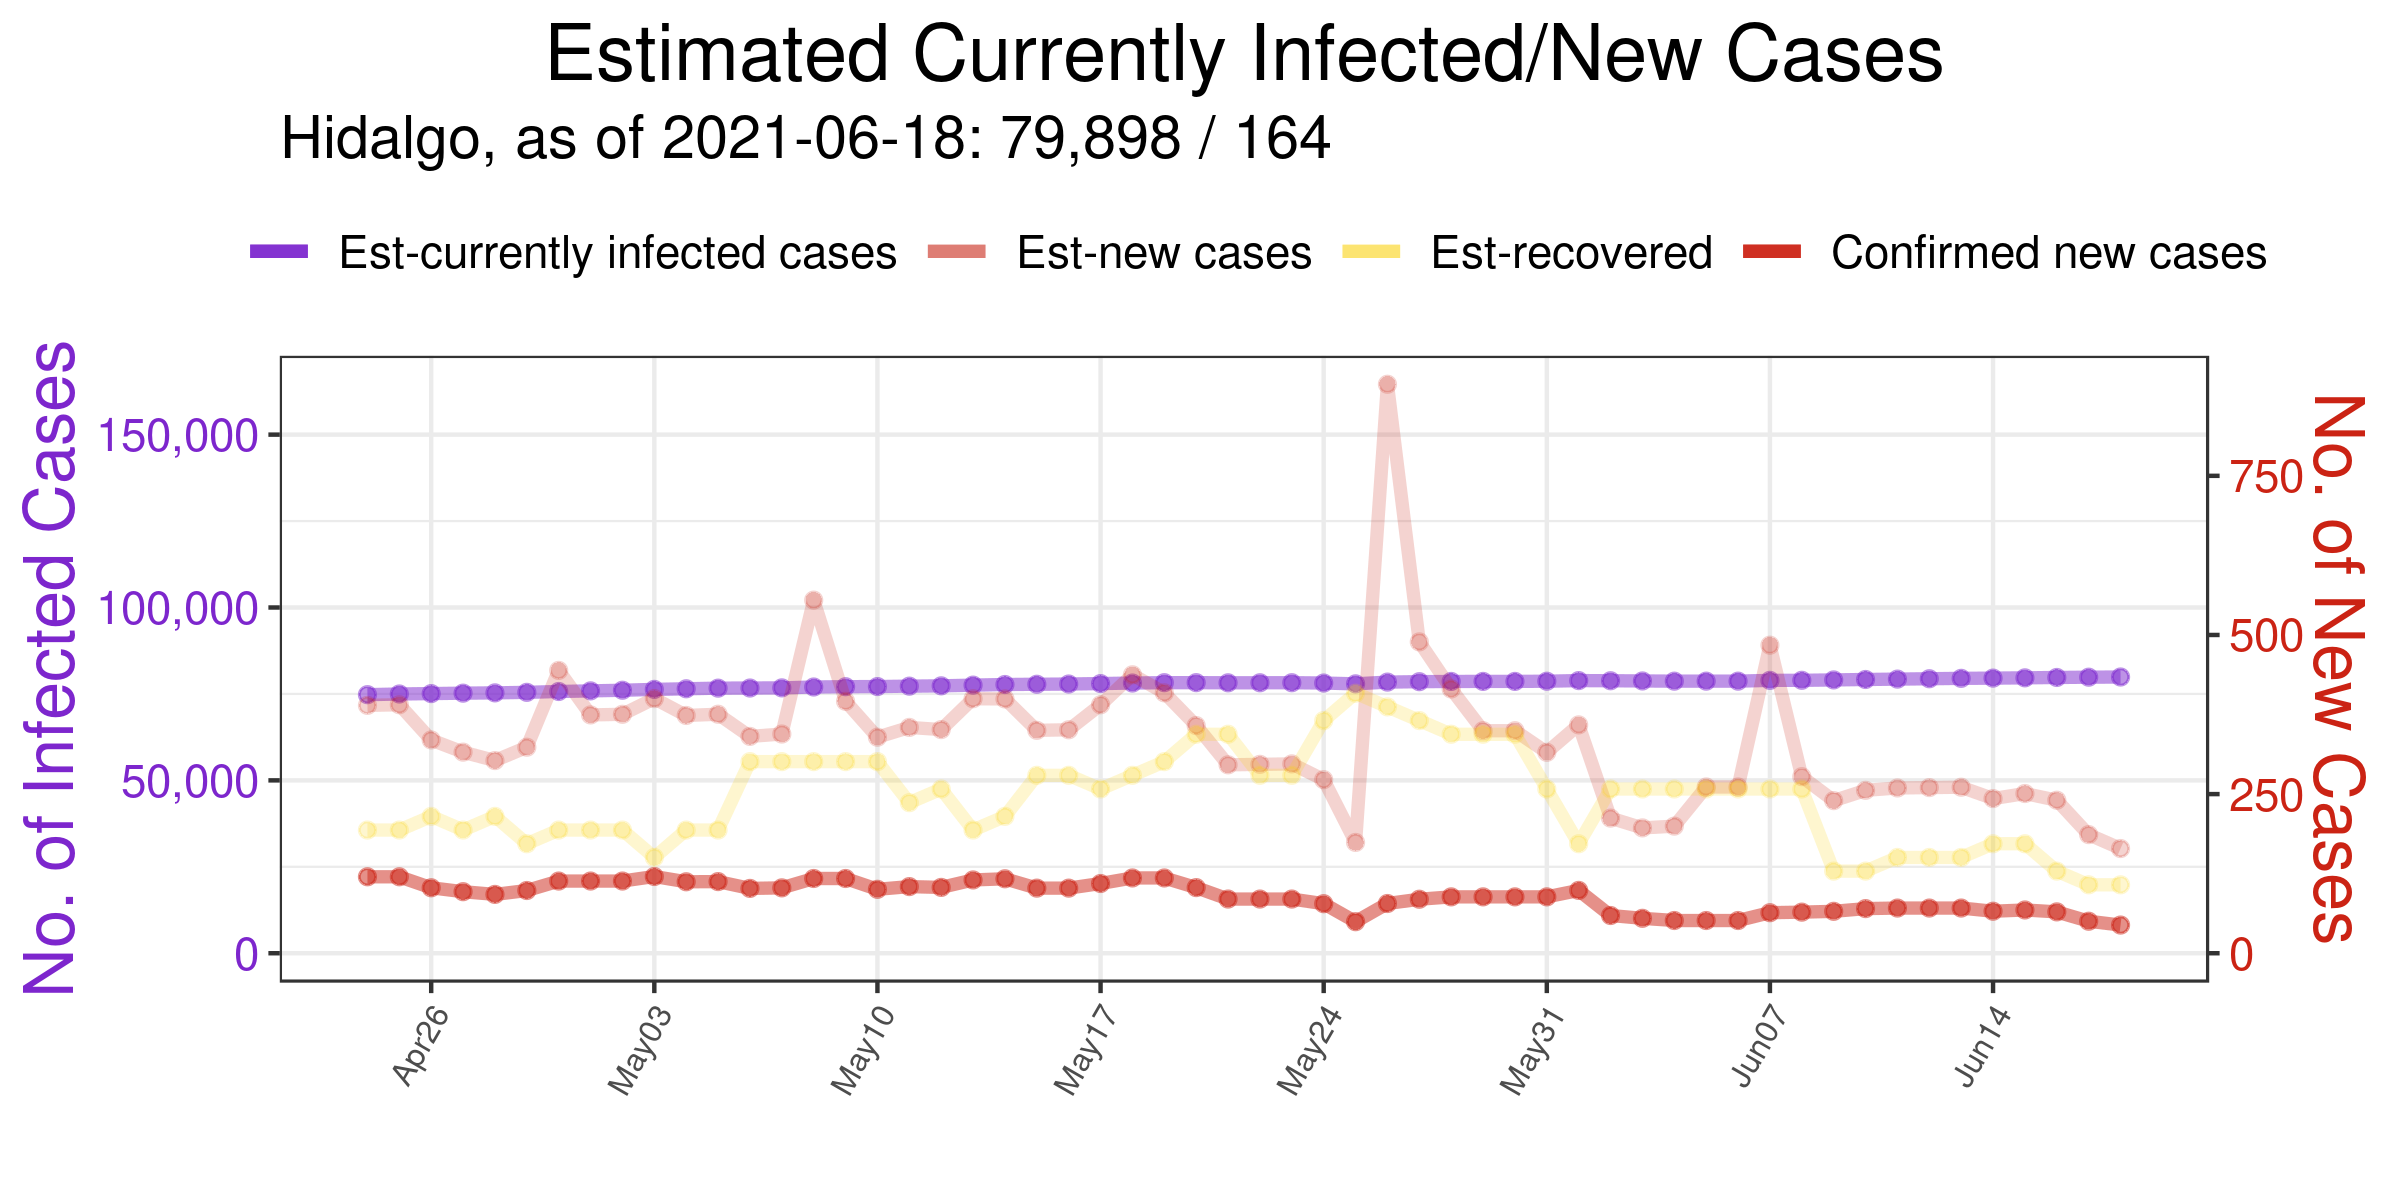 Estimated Currently Infected/New Cases
Hidalgo, as of 2021-06-18: 79,898 / 164
Est-currently infected cases Est-new cases Est-recovered Confirmed new cases
No. of Infected Cases
150,000
100,000
50,000
0
750
500
250
0
No. of New Cases
Apr26 May03 May10 May17 May24 May31 Jun07 Jun14